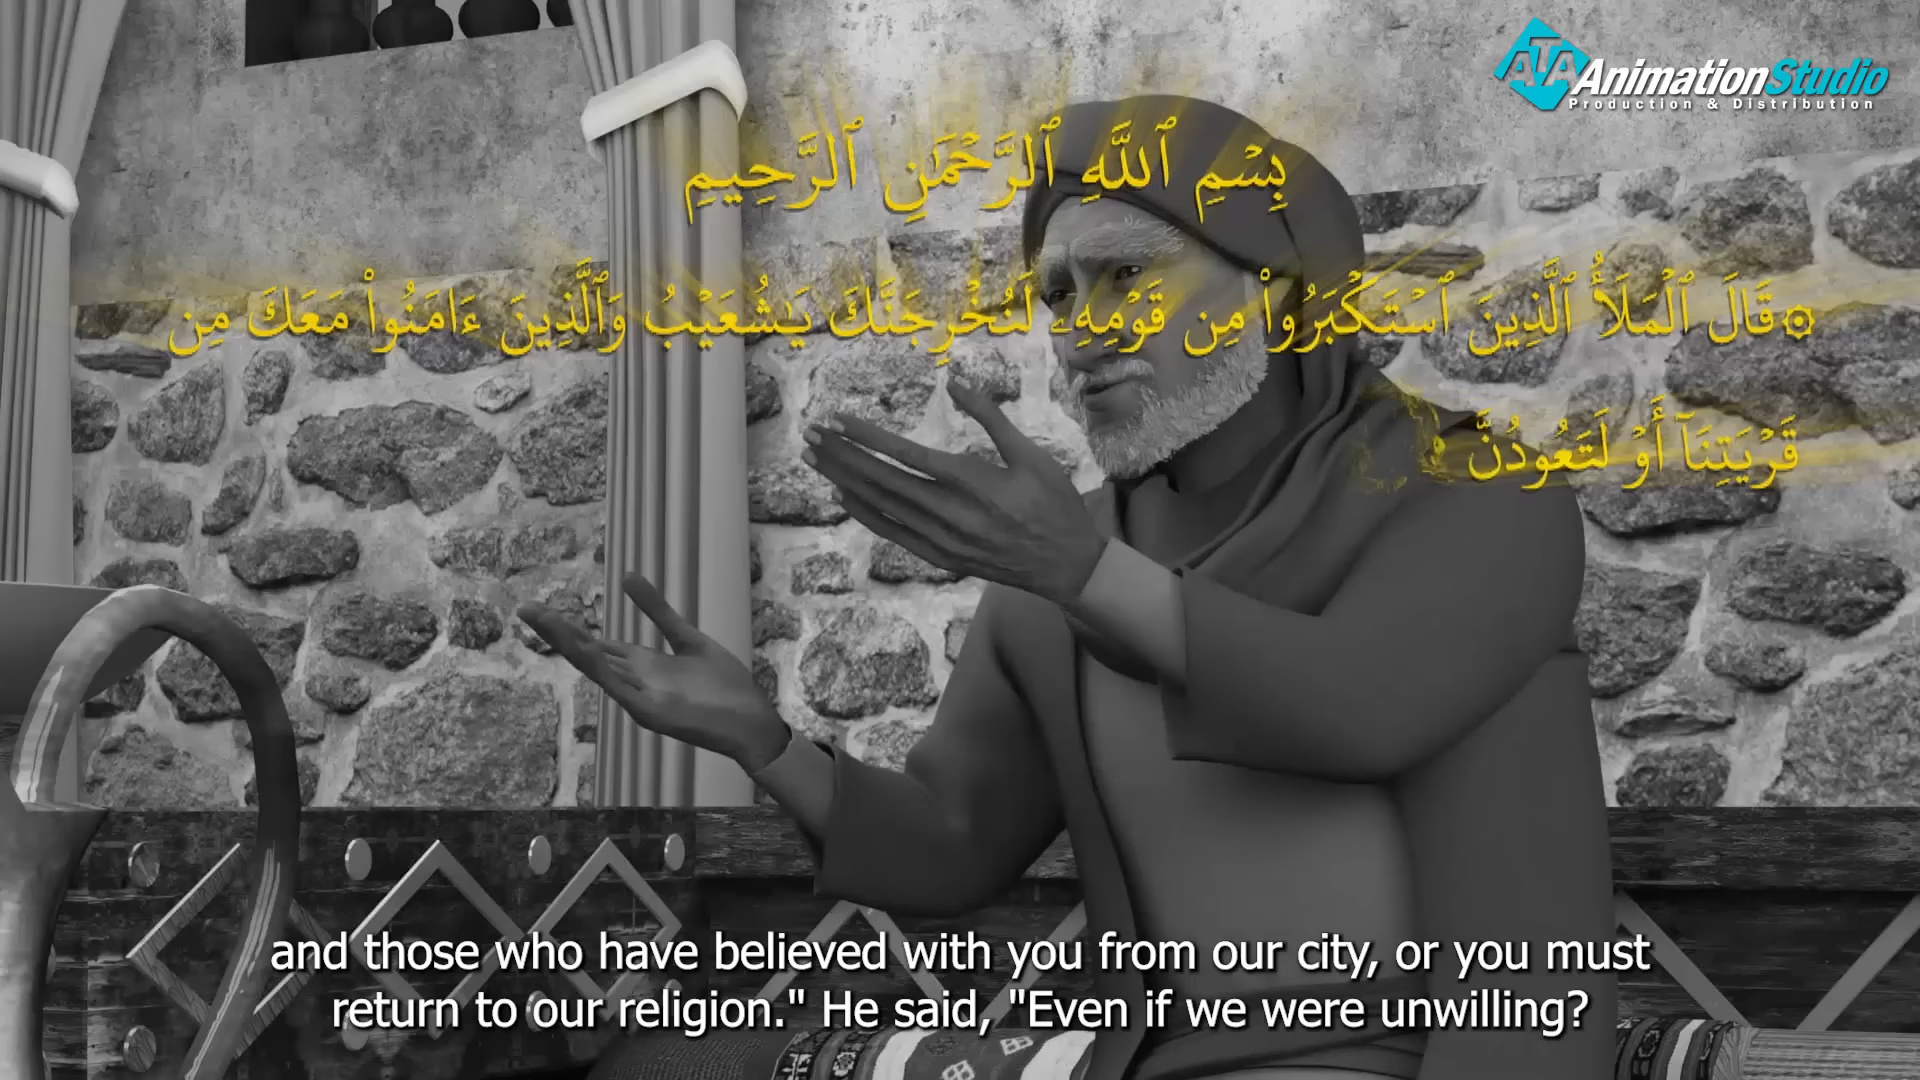 ATA AnimationStudio
Production & Distribution
بِسْمِ ٱللَّهِ ٱلرَّحْمَٰنِ ٱلرَّحِيمِ
۞ قَالَ ٱلْمَلَأُ ٱلَّذِينَ ٱسْتَكْبَرُوا۟ مِن قَوْمِهِۦ لَنُخْرِجَنَّكَ يَٰشُعَيْبُ وَٱلَّذِينَ ءَامَنُوا۟ مَعَكَ مِن
قَرْيَتِنَآ أَوْ لَتَعُودُنَّ
and those who have believed with you from our city, or you must
return to our religion." He said, "Even if we were unwilling?